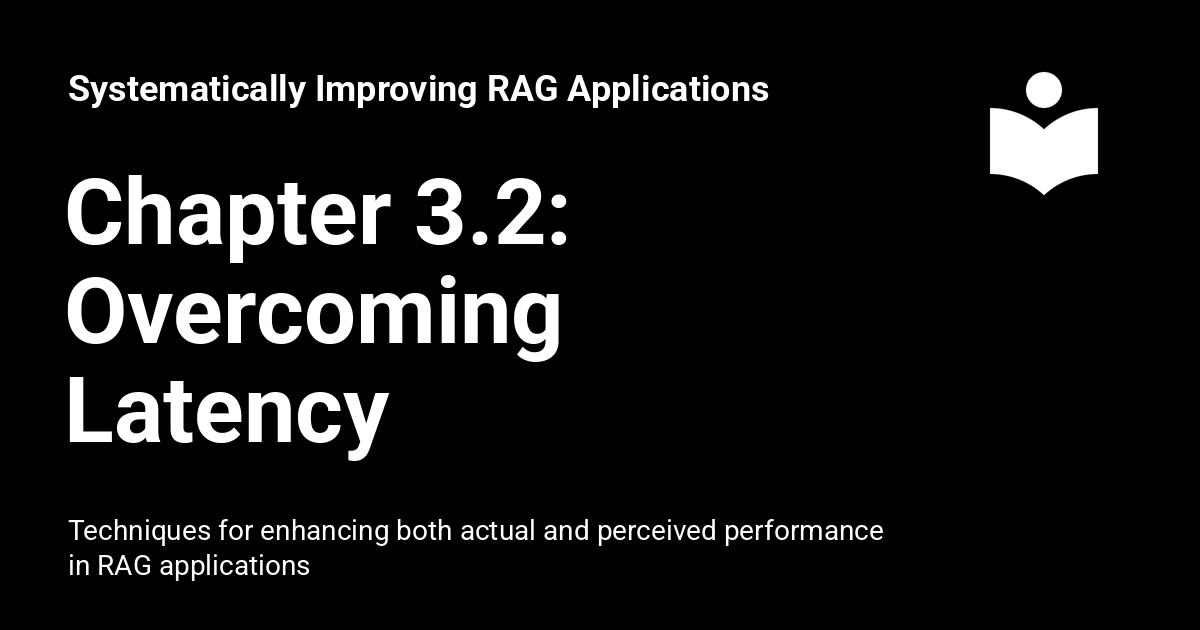 Systematically Improving RAG Applications
Chapter 3.2:
Overcoming
Latency
Techniques for enhancing both actual and perceived performance
in RAG applications